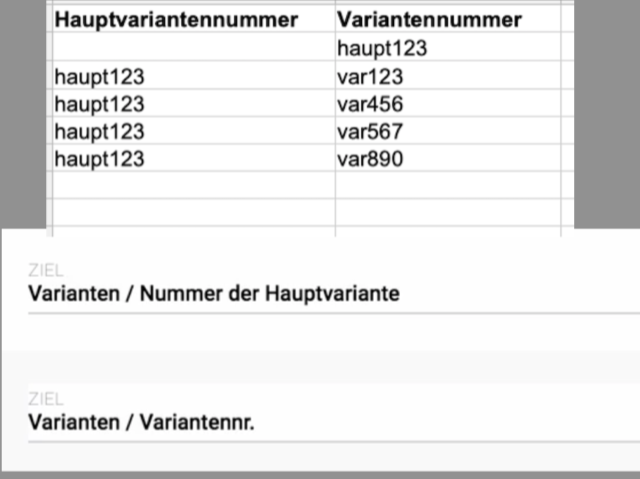 Hauptvariantennummer Variantennummer
haupt123
haupt123 var123
haupt123 var456
haupt123 var567
haupt123 var890
ZIEL
Varianten / Nummer der Hauptvariante
ZIEL
Varianten / Variantennr.